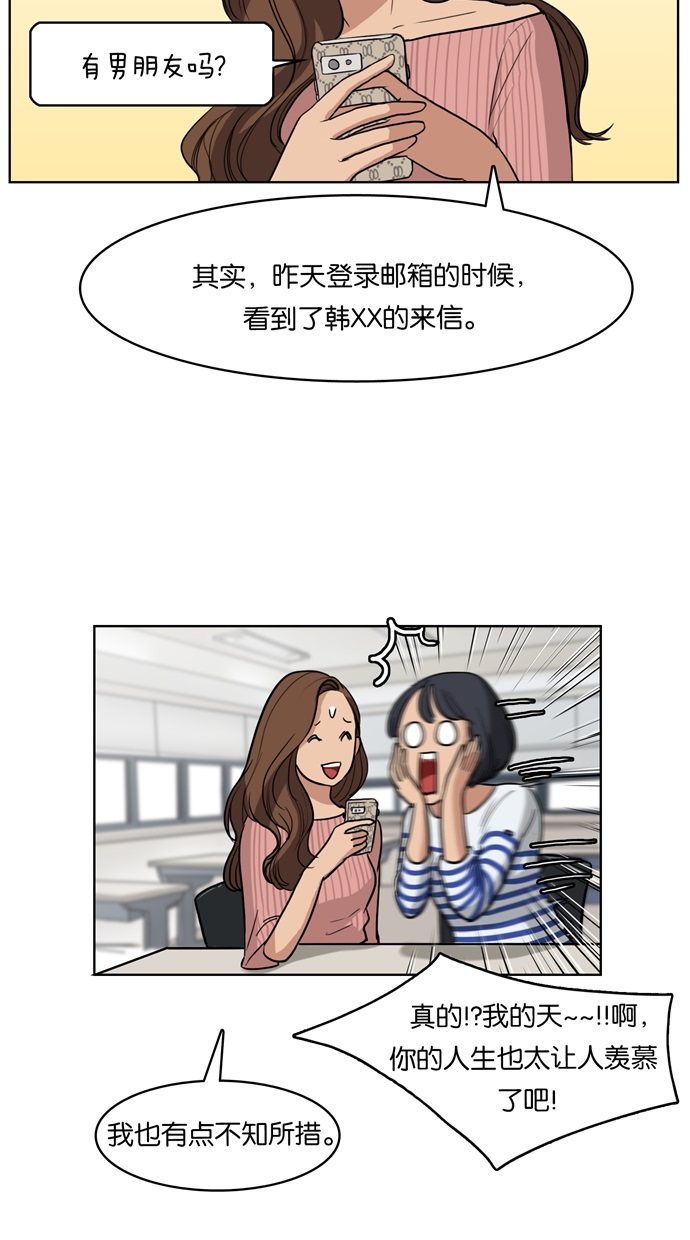 有男朋友吗?
其实，昨天登录邮箱的时候，
看到了韩XX的来信。
真的!?我的天~~!!啊，
你的人生也太让人羡慕
了吧!
我也有点不知所措。